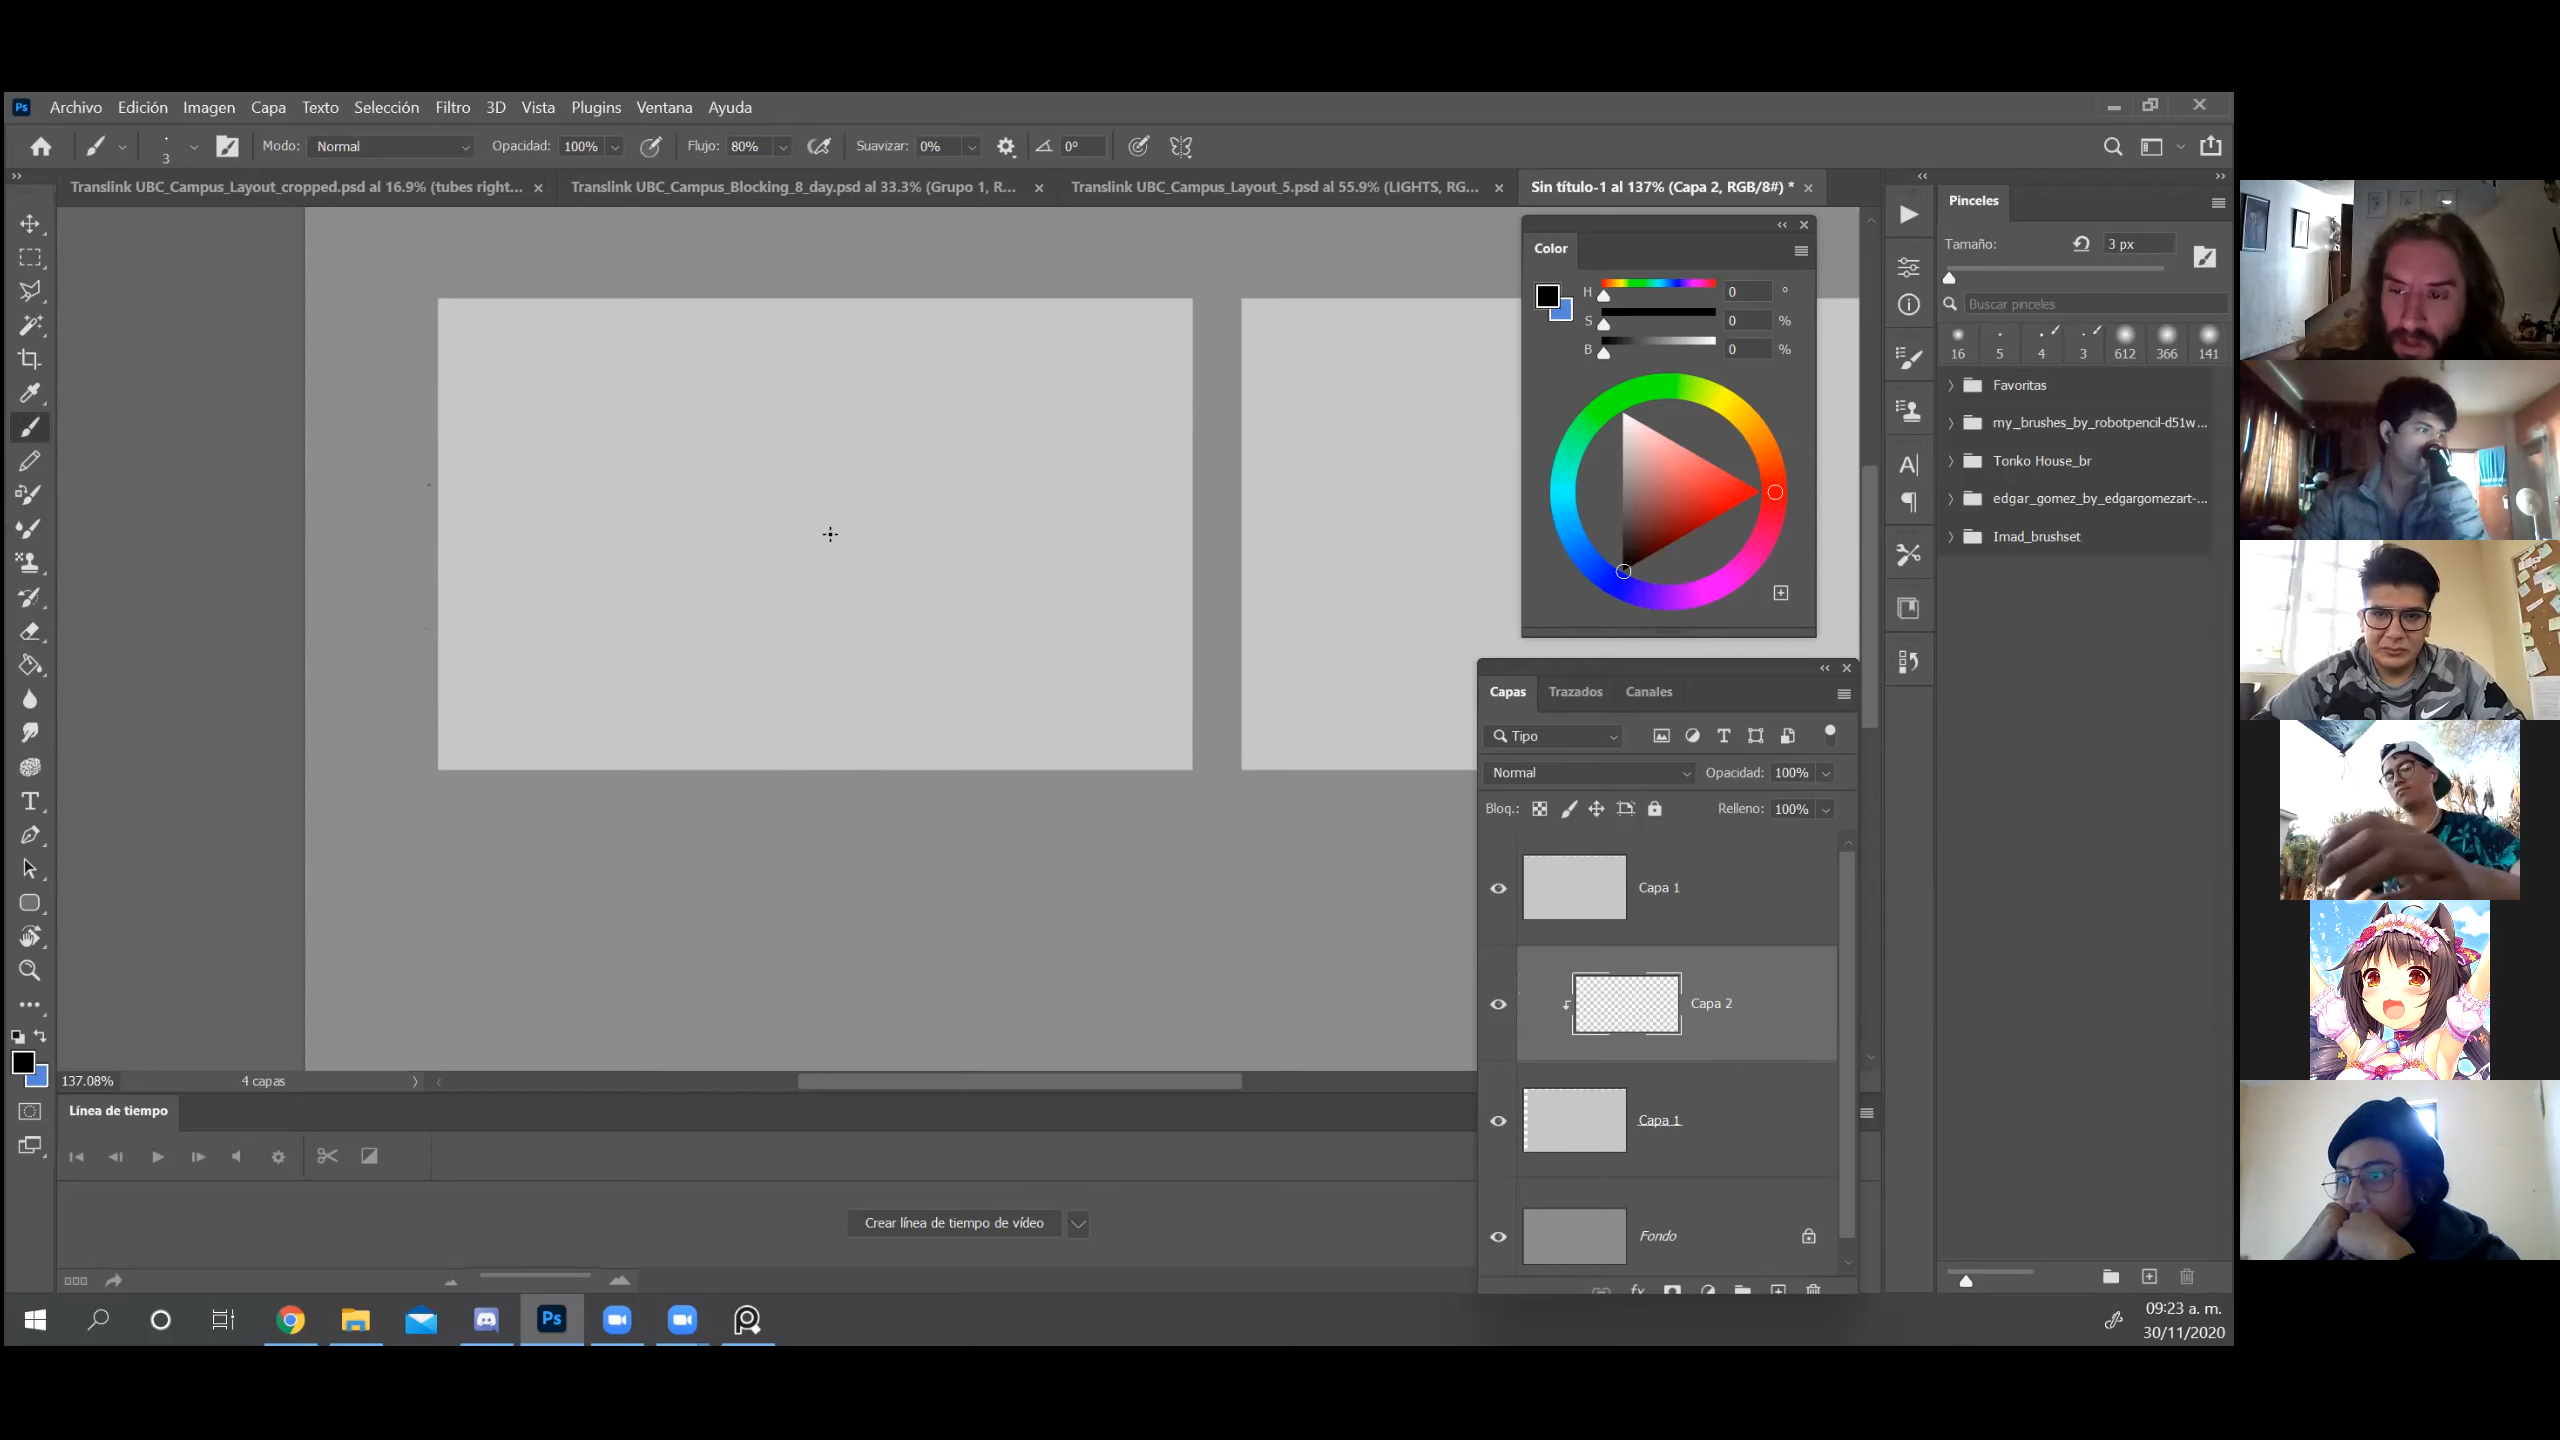 Ps Archivo Edición Imagen Capa Texto Selección Filtro 3D Vista Plugins Ventana Ayuda
3 Modo: Normal Opacidad: 100% Flujo: 80% Suavizar: 0% 0°
Translink UBC_Campus_Layout_cropped.psd al 16.9% (tubes right... × Translink UBC_Campus_Blocking_8_day.psd al 33.3% (Grupo 1, R... × Translink UBC_Campus_Layout_5.psd al 55.9% (LIGHTS, RG... × Sin título-1 al 137% (Capa 2, RGB/8#) * ×
Color
H 0 °
S 0 %
B 0 %
Pinceles
Tamaño: 3 px
Buscar pinceles
16 5 4 3 612 366 141
Favoritas
my_brushes_by_robotpencil-d51w...
Tonko House_br
edgar_gomez_by_edgargomezart-...
Imad_brushset
Capas Trazados Canales
Tipo
Normal Opacidad: 100%
Bloq.: Relleno: 100%
Capa 1
Capa 2
Capa 1
Fondo
fx
137.08% 4 capas
Línea de tiempo
Crear línea de tiempo de vídeo
Ps
09:23 a. m.
30/11/2020